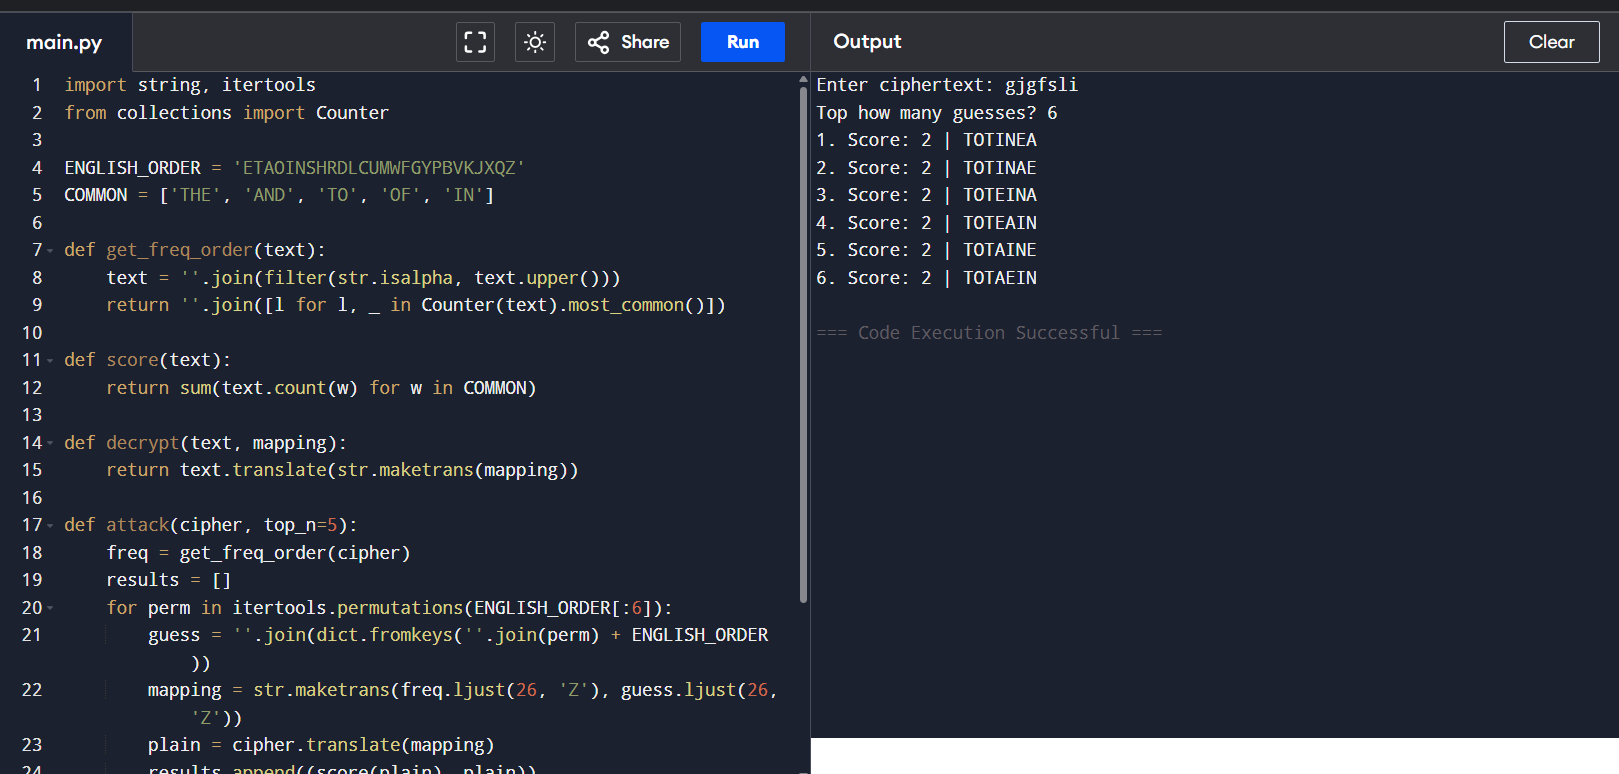 main.py
Share
Run
Output
Clear
1 import string, itertools
2 from collections import Counter
3
4 ENGLISH_ORDER = 'ETAOINSHRDLCUMWFGYPBVKJXQZ'
5 COMMON = ['THE', 'AND', 'TO', 'OF', 'IN']
6
7 def get_freq_order(text):
8 text = ''.join(filter(str.isalpha, text.upper()))
9 return ''.join([l for l, _ in Counter(text).most_common()])
10
11 def score(text):
12 return sum(text.count(w) for w in COMMON)
13
14 def decrypt(text, mapping):
15 return text.translate(str.maketrans(mapping))
16
17 def attack(cipher, top_n=5):
18 freq = get_freq_order(cipher)
19 results = []
20 for perm in itertools.permutations(ENGLISH_ORDER[:6]):
21 guess = ''.join(dict.fromkeys(''.join(perm) + ENGLISH_ORDER
))
22 mapping = str.maketrans(freq.ljust(26, 'Z'), guess.ljust(26,
'Z'))
23 plain = cipher.translate(mapping)
24 results.append((score(plain), plain))
Enter ciphertext: gjgfsli
Top how many guesses? 6
1. Score: 2 | TOTINEA
2. Score: 2 | TOTINAE
3. Score: 2 | TOTEINA
4. Score: 2 | TOTEAIN
5. Score: 2 | TOTAINE
6. Score: 2 | TOTAEIN
=== Code Execution Successful ===